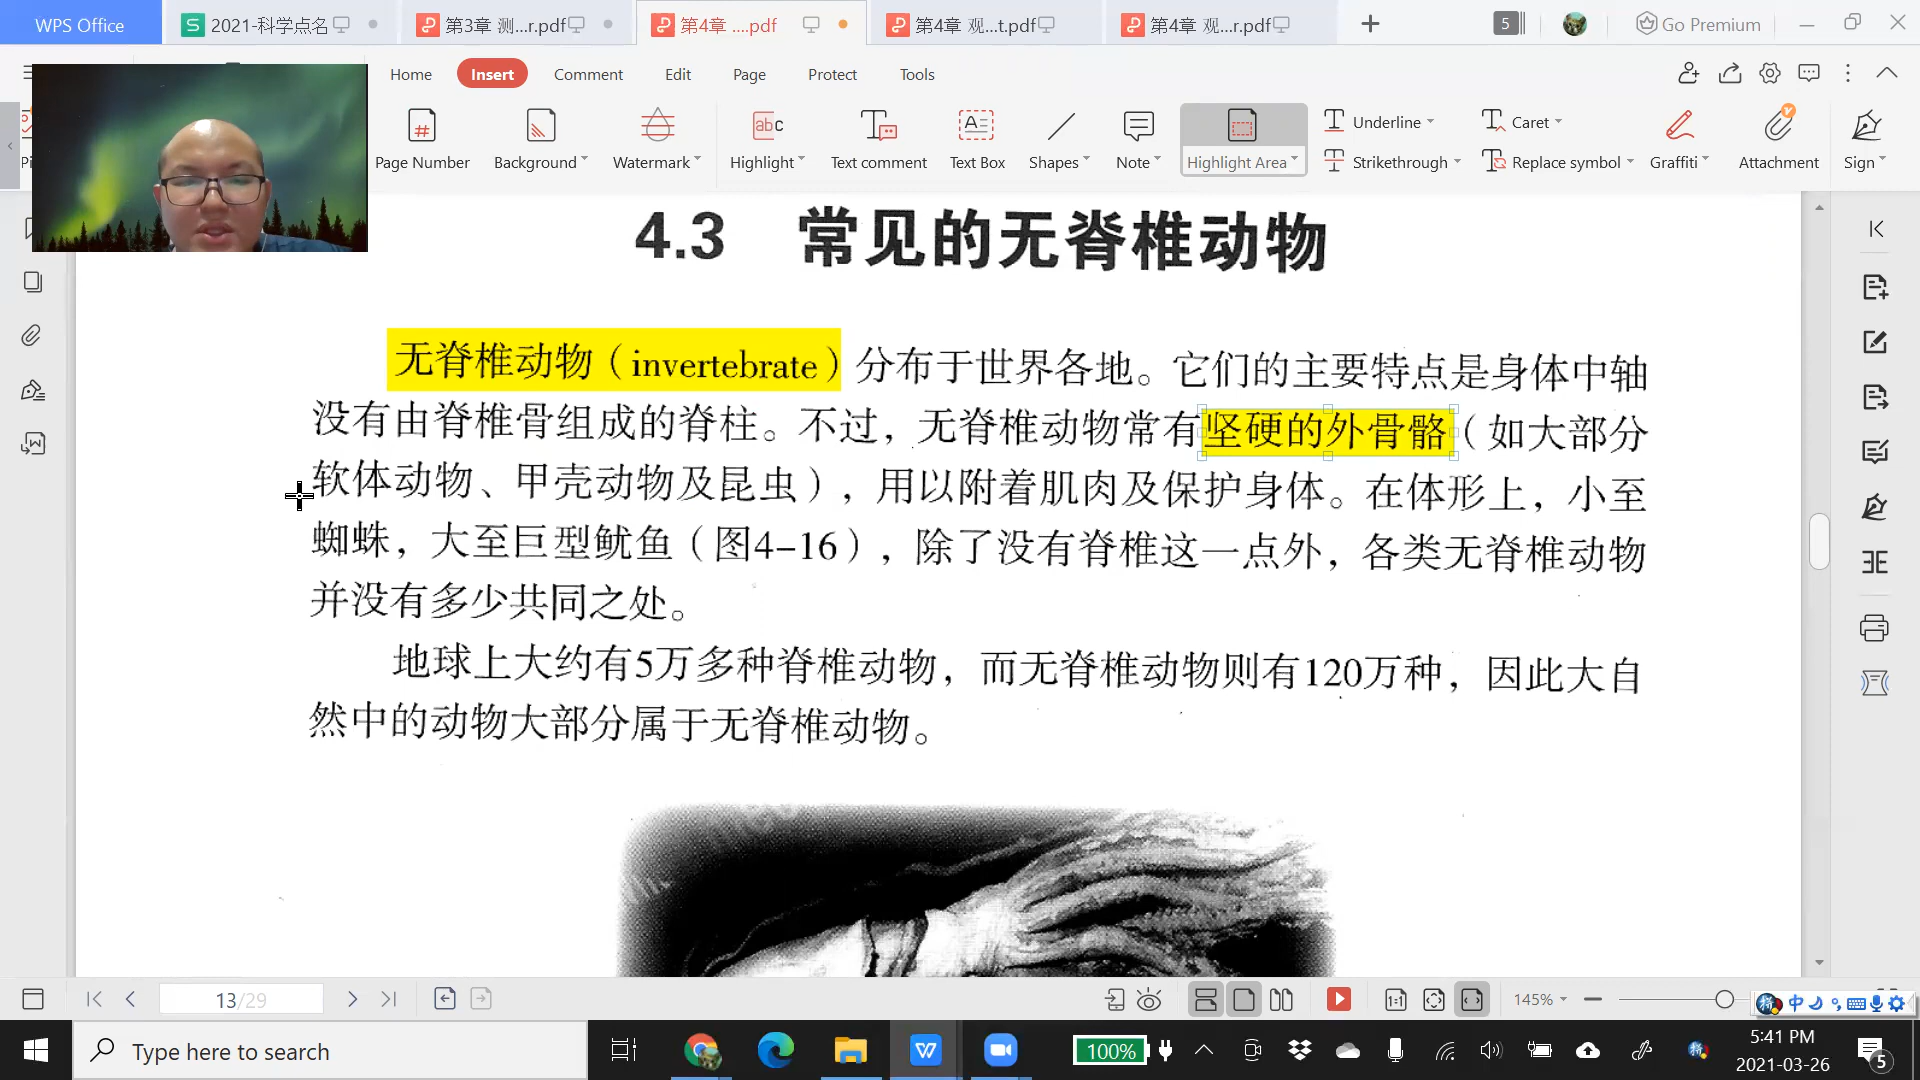 WPS Office
2021-科学点名
第3章 测...r.pdf
第4章 ....pdf
第4章 观...t.pdf
第4章 观...r.pdf
5
Go Premium
Home
Insert
Comment
Edit
Page
Protect
Tools
Page Number
Background
Watermark
Highlight
Text comment
Text Box
Shapes
Note
Highlight Area
Underline
Strikethrough
Caret
Replace symbol
Graffiti
Attachment
Sign
4.3 常见的无脊椎动物
无脊椎动物（invertebrate）分布于世界各地。它们的主要特点是身体中轴
没有由脊椎骨组成的脊柱。不过，无脊椎动物常有坚硬的外骨骼（如大部分
软体动物、甲壳动物及昆虫），用以附着肌肉及保护身体。在体形上，小至
蜘蛛，大至巨型鱿鱼（图4-16），除了没有脊椎这一点外，各类无脊椎动物
并没有多少共同之处。
地球上大约有5万多种脊椎动物，而无脊椎动物则有120万种，因此大自
然中的动物大部分属于无脊椎动物。
13/29
145%
中
Type here to search
100%
5:41 PM
2021-03-26
5